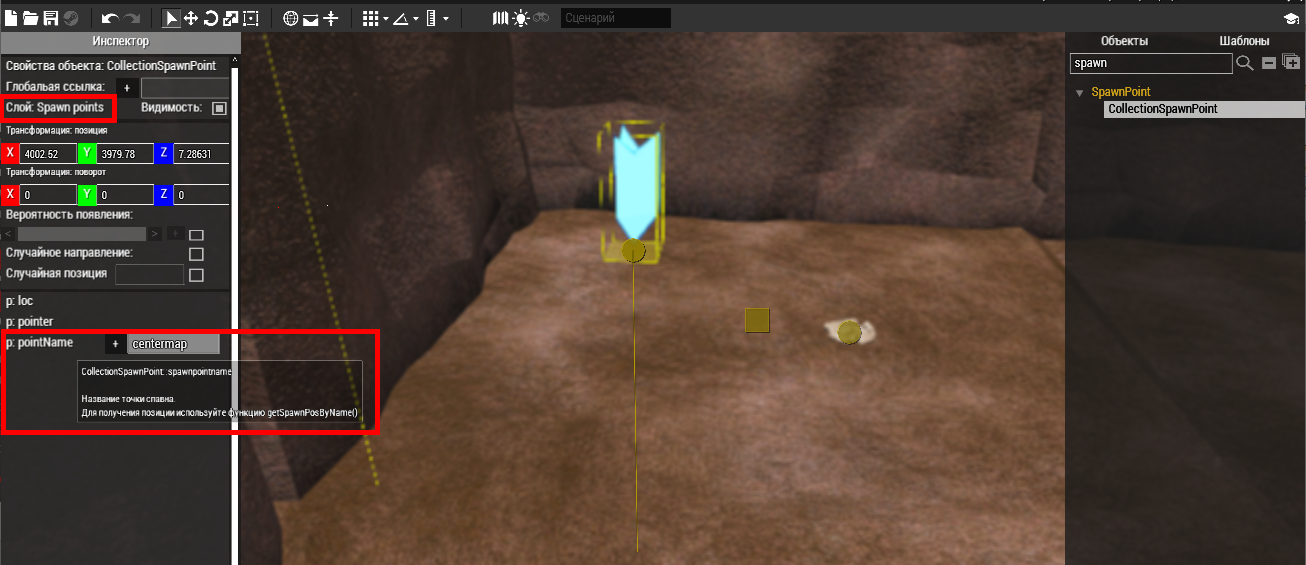 Сценарий
Инспектор
Свойства объекта: CollectionSpawnPoint
Глобальая ссылка: +
Слой: Spawn points Видимость:
Трансформация: позиция
X 4002.52 Y 3979.78 Z 7.28631
Трансформация: поворот
X 0 Y 0 Z 0
Вероятность появления:
< > +
Случайное направление:
Случайная позиция
p: loc
p: pointer
p: pointName + centermap
CollectionSpawnPoint::spawnpointname
Название точки спавна.
Для получения позиции используйте функцию getSpawnPosByName()
Объекты Шаблоны
spawn
SpawnPoint
CollectionSpawnPoint